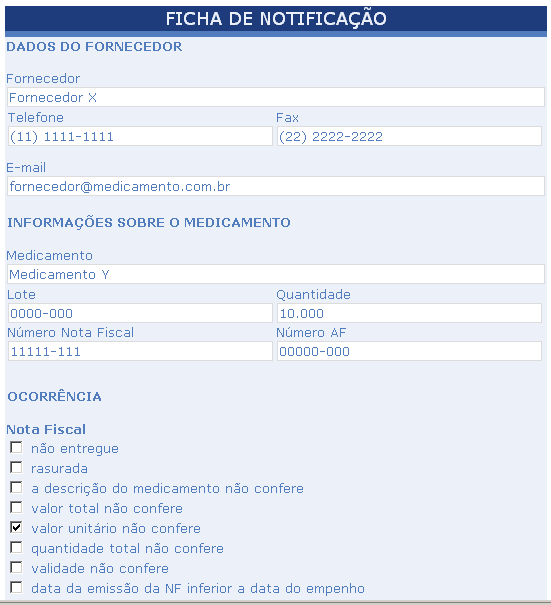 FICHA DE NOTIFICAÇÃO
DADOS DO FORNECEDOR
Fornecedor
Fornecedor X
Telefone Fax
(11) 1111-1111 (22) 2222-2222
E-mail
fornecedor@medicamento.com.br
INFORMAÇÕES SOBRE O MEDICAMENTO
Medicamento
Medicamento Y
Lote Quantidade
0000-000 10.000
Número Nota Fiscal Número AF
11111-111 00000-000
OCORRÊNCIA
Nota Fiscal
não entregue
rasurada
a descrição do medicamento não confere
valor total não confere
valor unitário não confere
quantidade total não confere
validade não confere
data da emissão da NF inferior a data do empenho